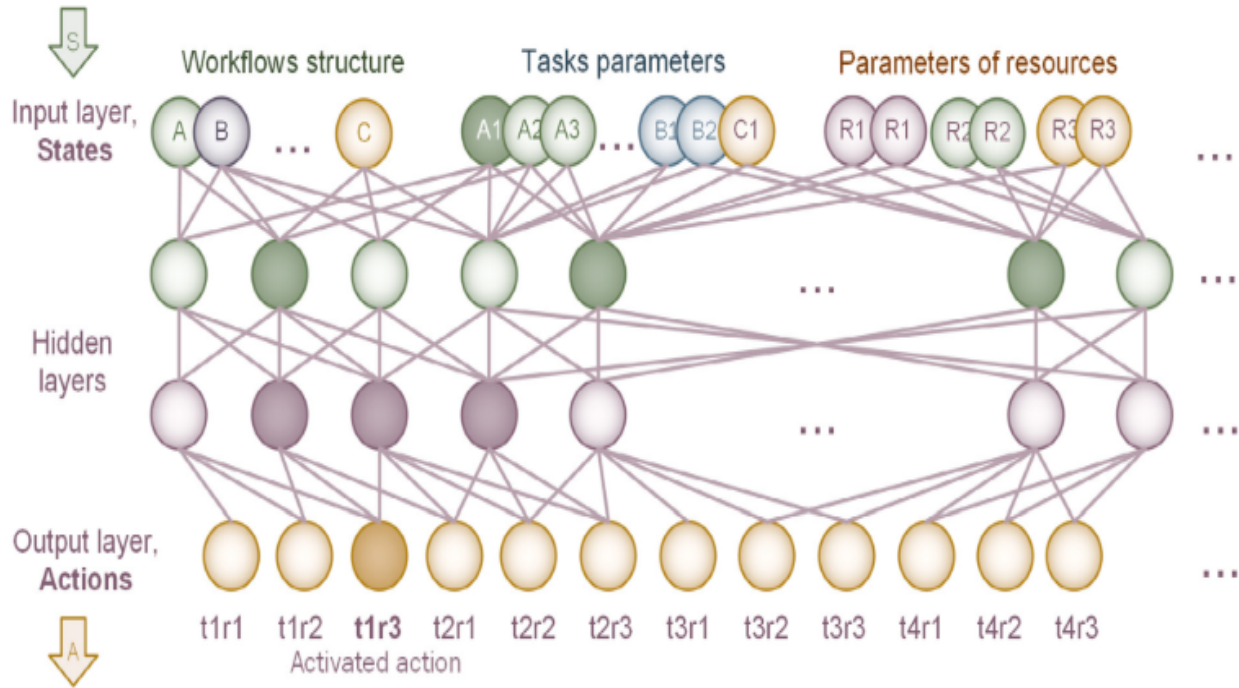 S
Workflows structure Tasks parameters Parameters of resources
Input layer,
States
A B ... C A1 A2 A3 ... B1 B2 C1 R1 R1 R2 R2 R3 R3 ...
... ...
Hidden
layers
... ...
Output layer,
Actions
...
t1r1 t1r2 t1r3 t2r1 t2r2 t2r3 t3r1 t3r2 t3r3 t4r1 t4r2 t4r3
Activated action
A